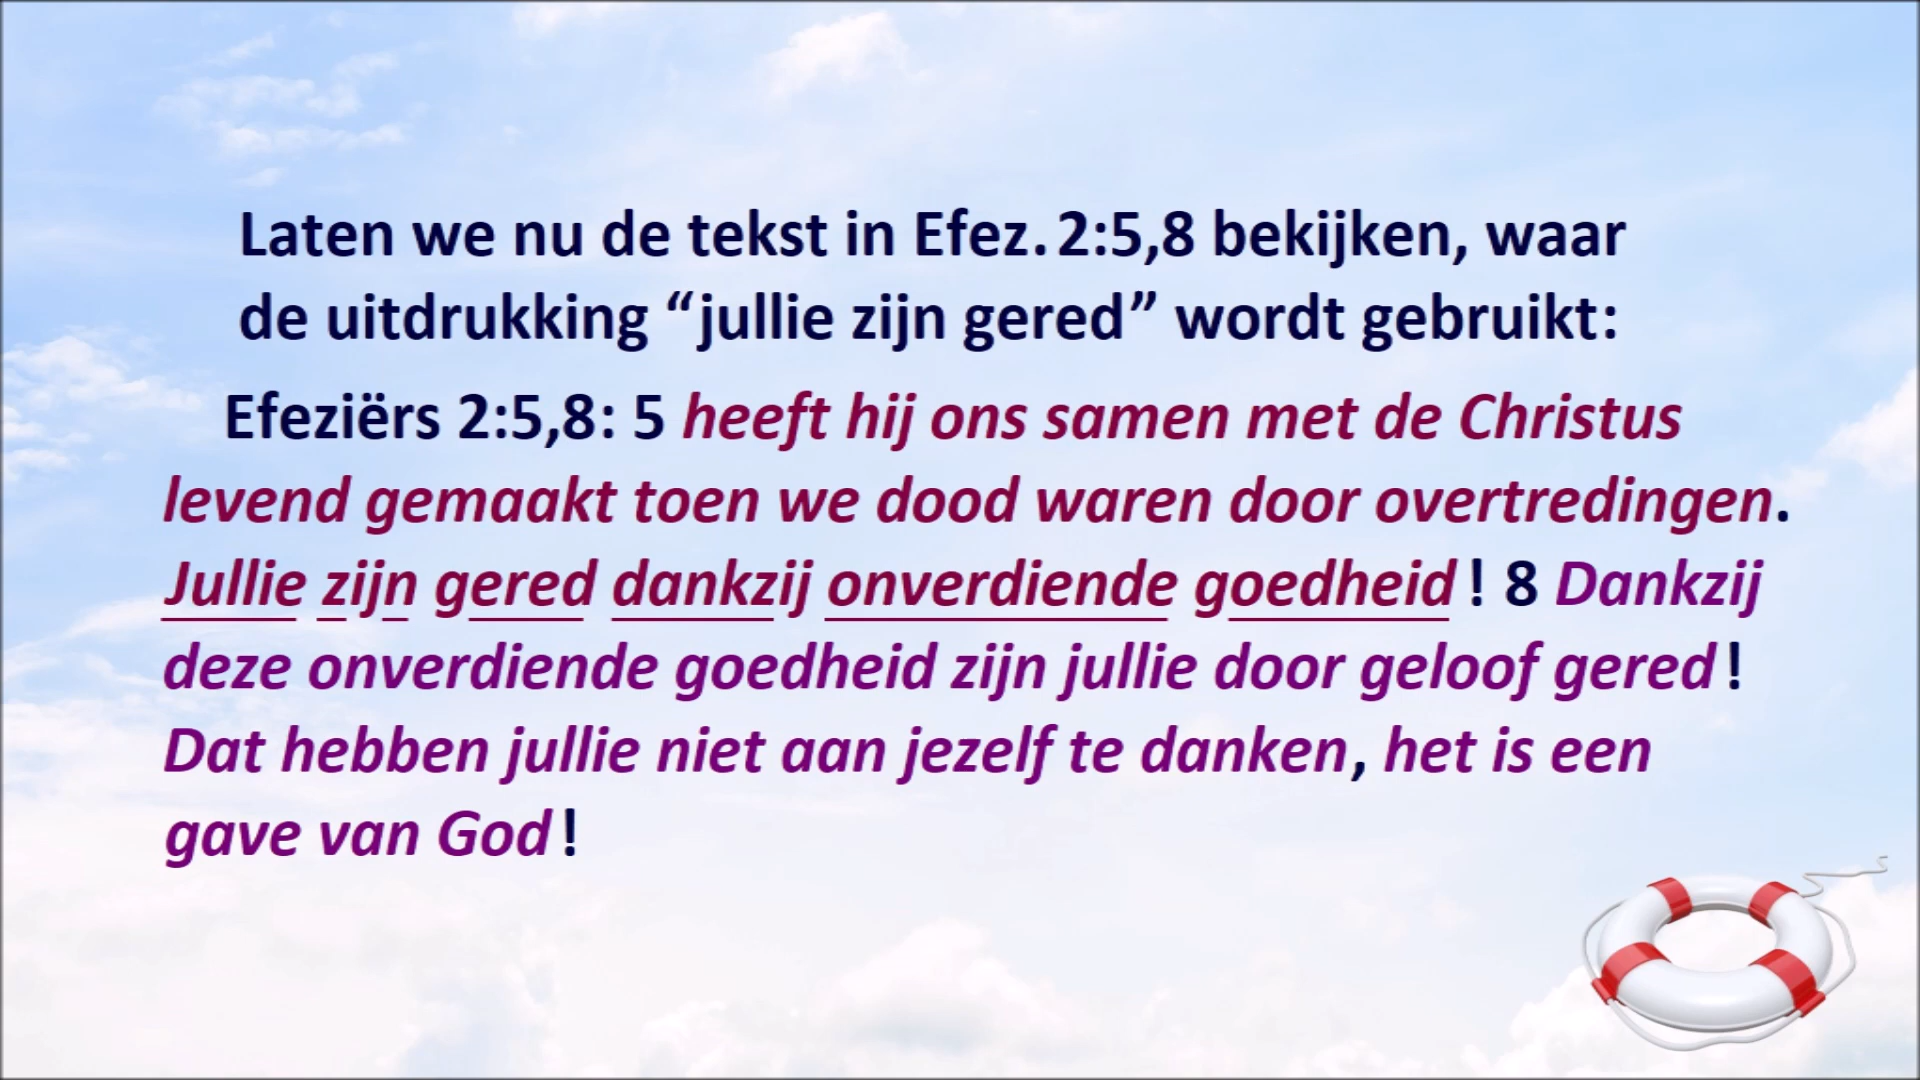 Laten we nu de tekst in Efez. 2:5,8 bekijken, waar
de uitdrukking “jullie zijn gered” wordt gebruikt:
Efeziërs 2:5,8: 5 heeft hij ons samen met de Christus
levend gemaakt toen we dood waren door overtredingen.
Jullie zijn gered dankzij onverdiende goedheid! 8 Dankzij
deze onverdiende goedheid zijn jullie door geloof gered!
Dat hebben jullie niet aan jezelf te danken, het is een
gave van God!